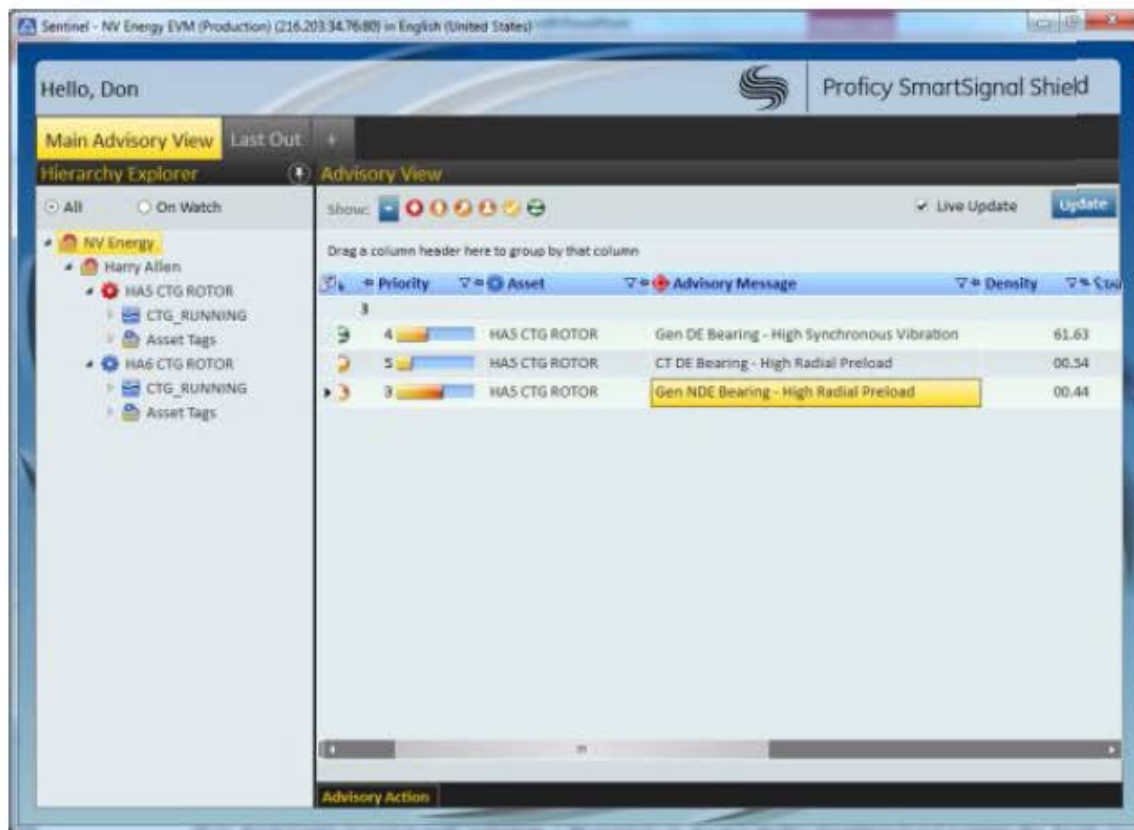 Sentinel - NV Energy EVM (Production) (216.203.34.76:80) in English (United States)
Hello, Don
Proficy SmartSignal Shield
Main Advisory View Last Out +
Hierarchy Explorer
Advisory View
All On Watch
Show: Live Update Update
NV Energy
Drag a column header here to group by that column
Harry Allen
Priority Asset Advisory Message Density
HA5 CTG ROTOR
3
CTG_RUNNING
4 HA5 CTG ROTOR Gen DE Bearing - High Synchronous Vibration 61.63
Asset Tags
5 HA5 CTG ROTOR CT DE Bearing - High Radial Preload 00.54
HA6 CTG ROTOR
CTG_RUNNING
3 HA5 CTG ROTOR Gen NDE Bearing - High Radial Preload 00.44
Asset Tags
Advisory Action